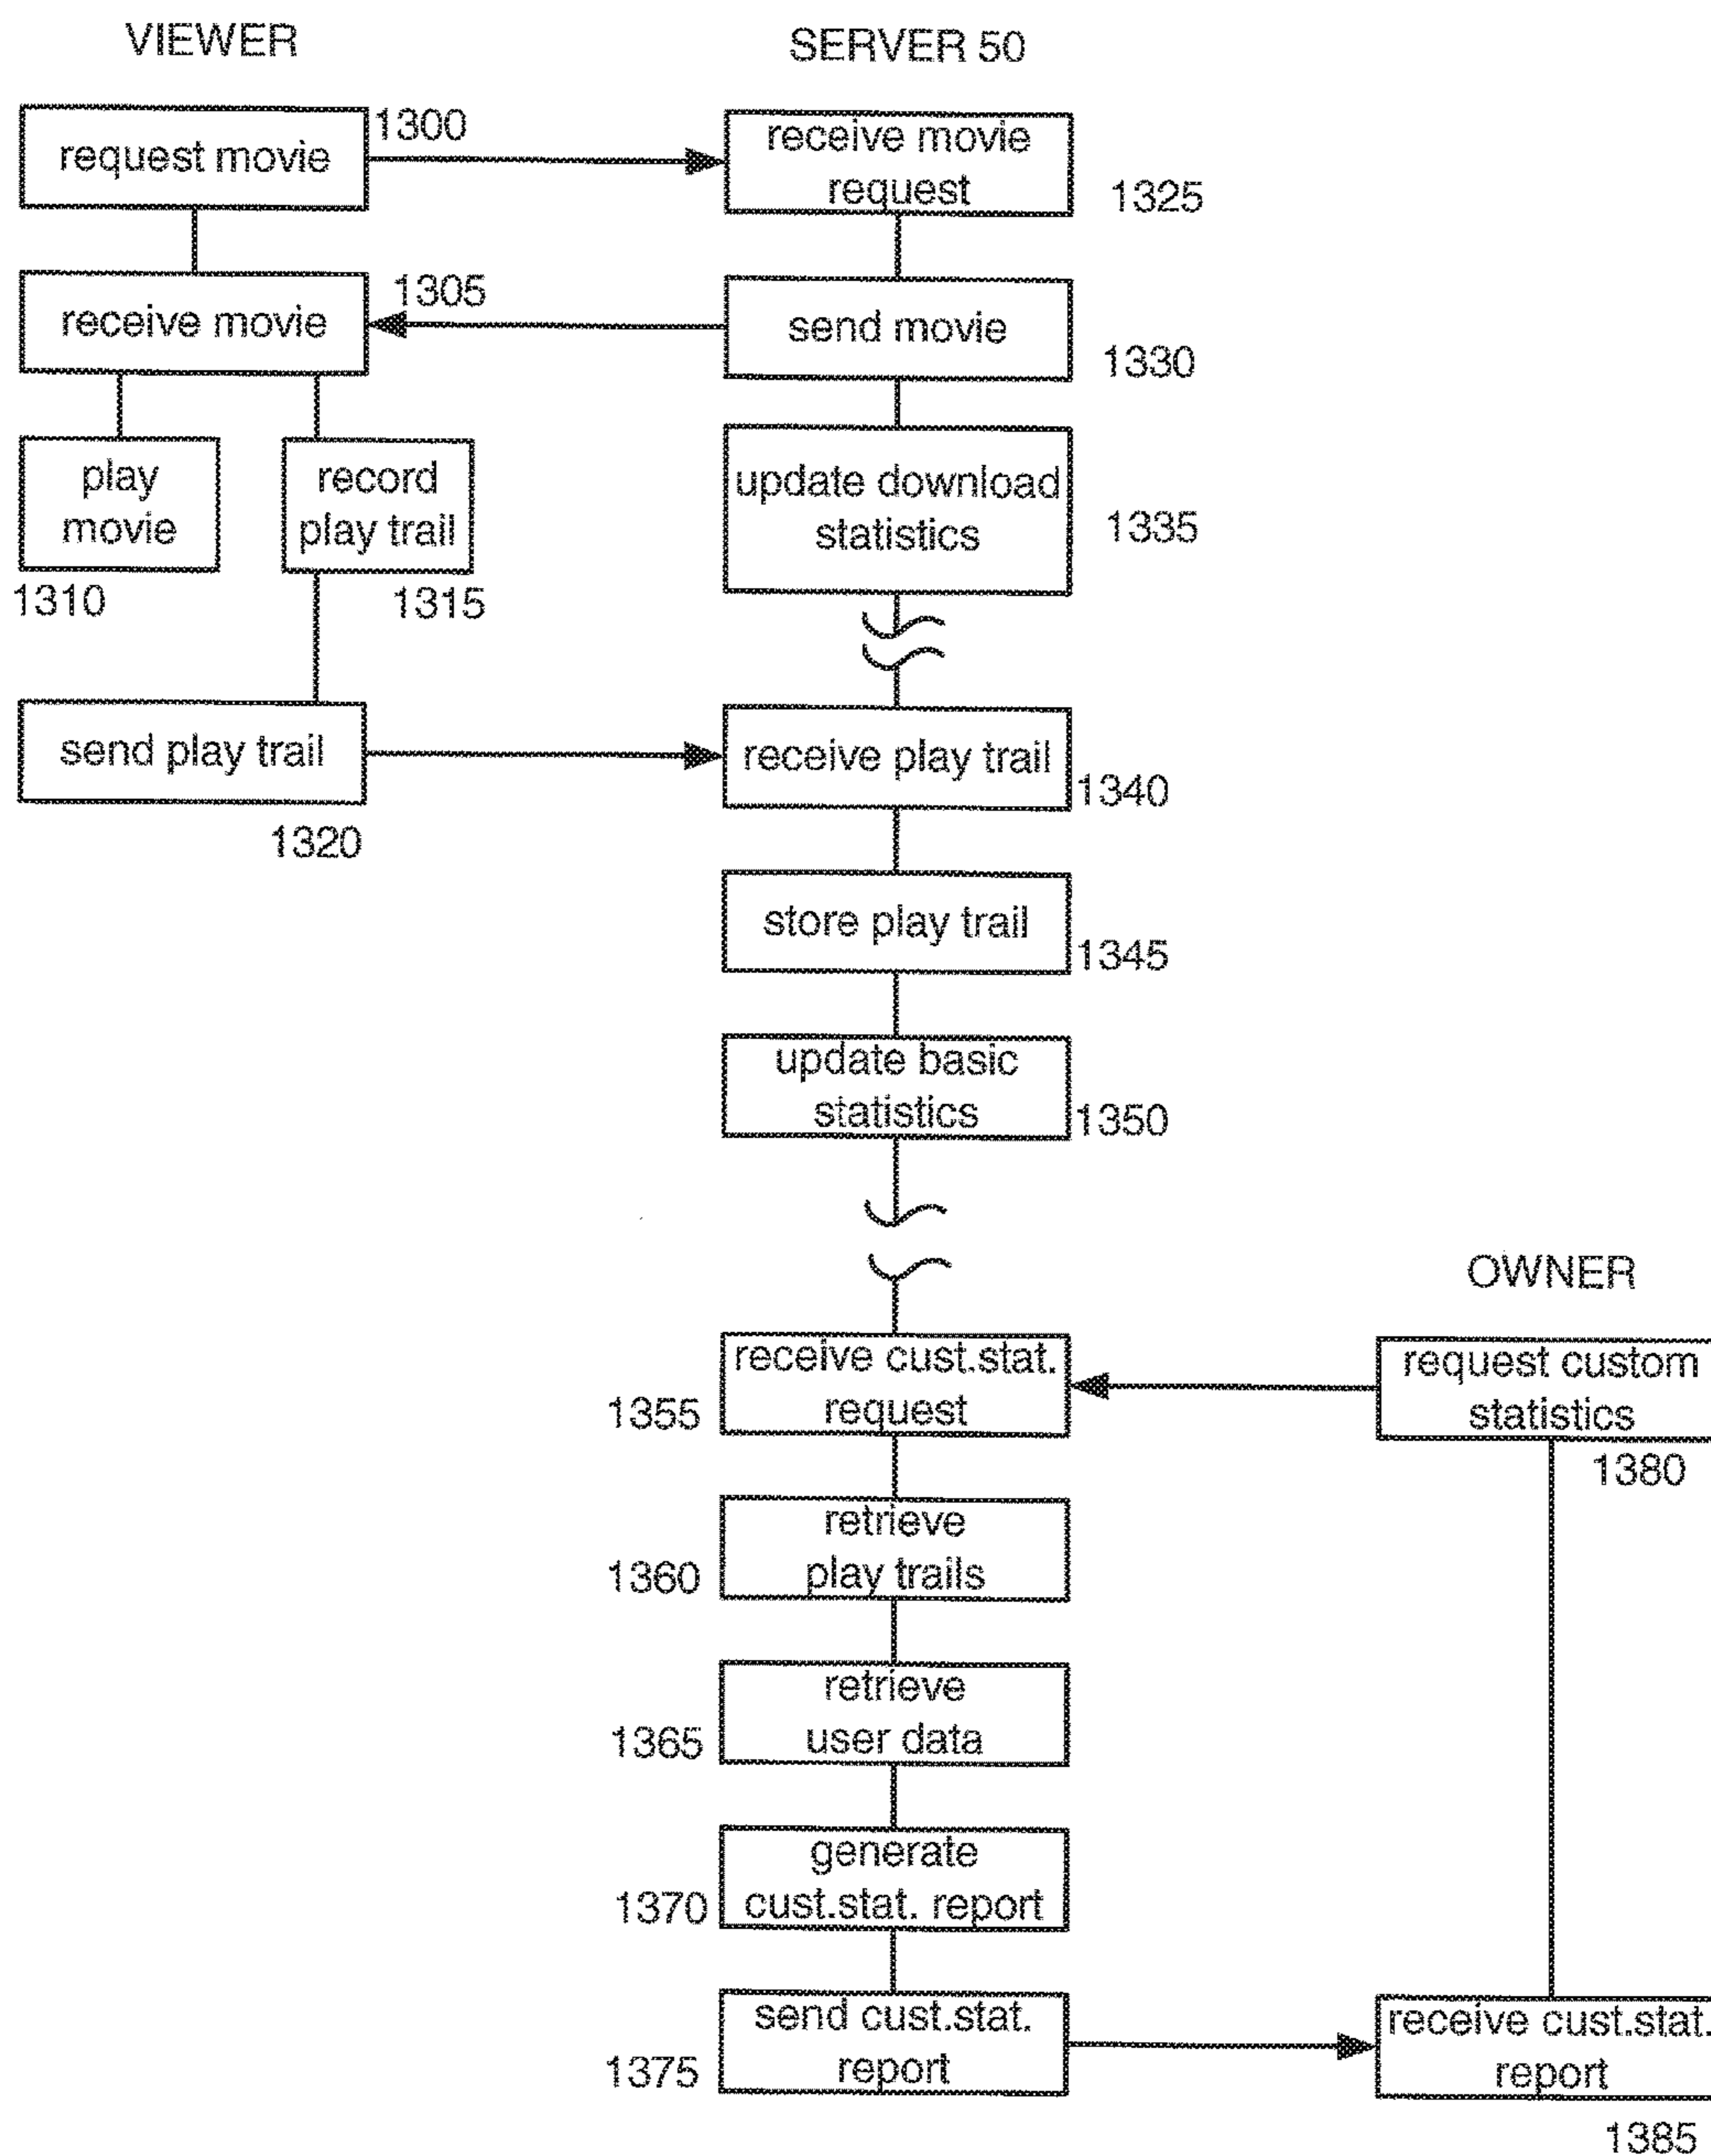 VIEWER
SERVER 50
request movie
1300
receive movie
request
1325
receive movie
1305
send movie
1330
play
movie
1310
record
play trail
1315
update download
statistics
1335
send play trail
1320
receive play trail
1340
store play trail
1345
update basic
statistics
1350
OWNER
receive cust.stat.
request
1355
request custom
statistics
1380
retrieve
play trails
1360
retrieve
user data
1365
generate
cust.stat. report
1370
send cust.stat.
report
1375
receive cust.stat.
report
1385